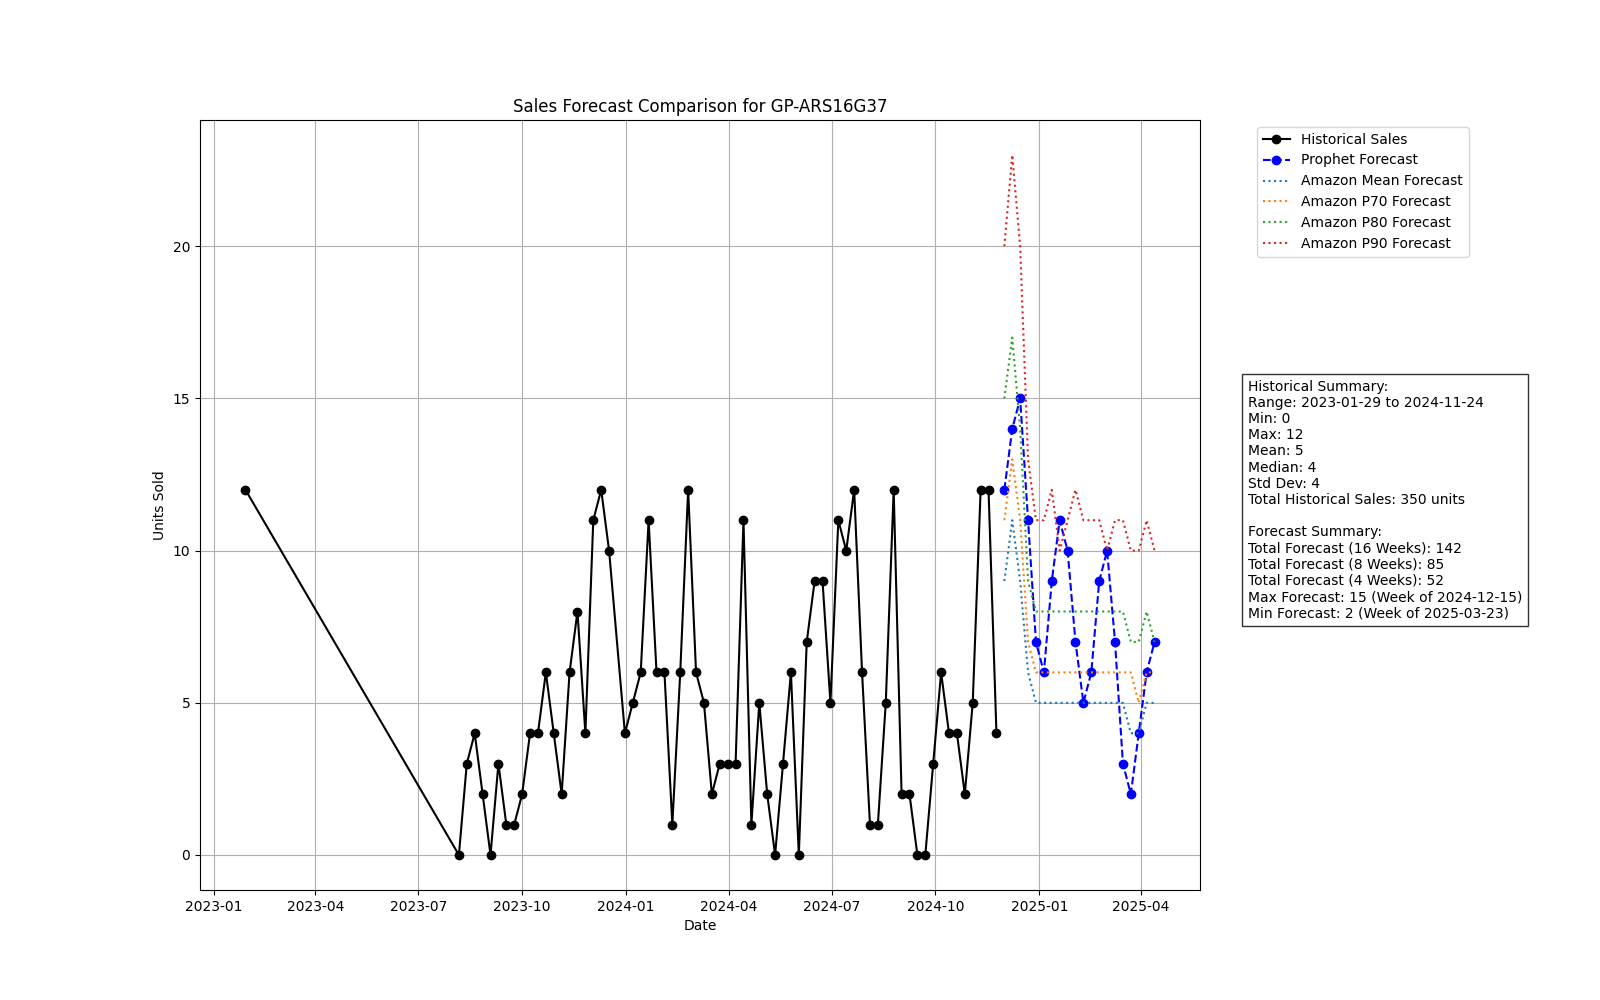 Sales Forecast Comparison for GP-ARS16G37
Historical Sales
Prophet Forecast
Amazon Mean Forecast
Amazon P70 Forecast
Amazon P80 Forecast
Amazon P90 Forecast
Units Sold
20
15
10
5
0
2023-01
2023-04
2023-07
2023-10
2024-01
2024-04
2024-07
2024-10
2025-01
2025-04
Date
Historical Summary:
Range: 2023-01-29 to 2024-11-24
Min: 0
Max: 12
Mean: 5
Median: 4
Std Dev: 4
Total Historical Sales: 350 units
Forecast Summary:
Total Forecast (16 Weeks): 142
Total Forecast (8 Weeks): 85
Total Forecast (4 Weeks): 52
Max Forecast: 15 (Week of 2024-12-15)
Min Forecast: 2 (Week of 2025-03-23)